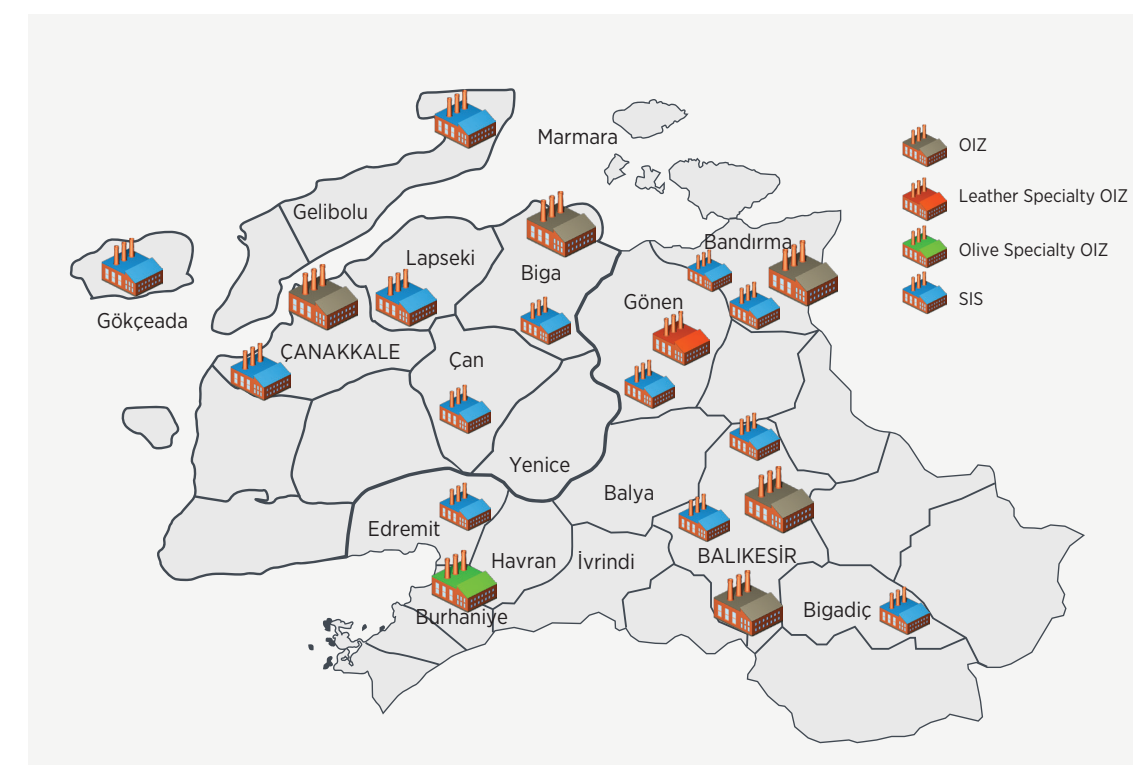 Marmara
OIZ
Leather Specialty OIZ
Gelibolu
Bandırma
Olive Specialty OIZ
Lapseki
Biga
SIS
Gönen
Gökçeada
ÇANAKKALE
Çan
Yenice
Balya
Edremit
Havran
İvrindi
BALIKESİR
Burhaniye
Bigadiç